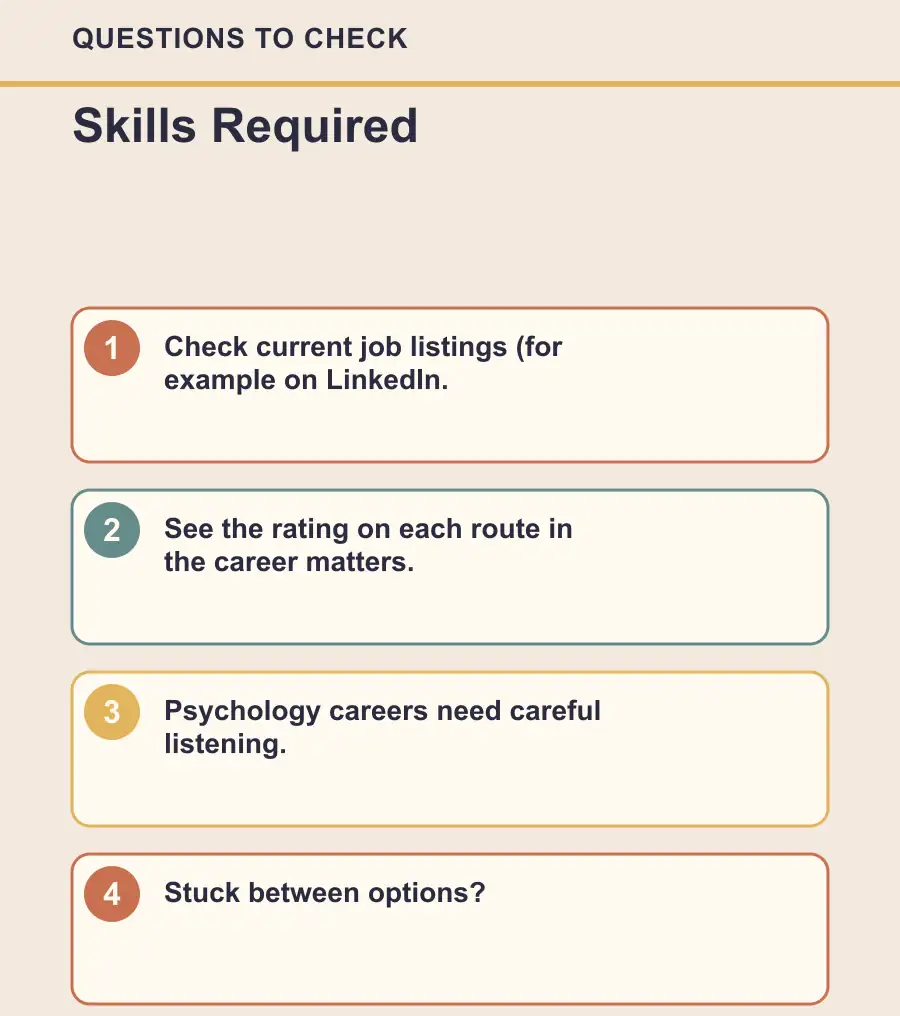 QUESTIONS TO CHECK
Skills Required
1
Check current job listings (for
example on LinkedIn.
2
See the rating on each route in
the career matters.
3
Psychology careers need careful
listening.
4
Stuck between options?